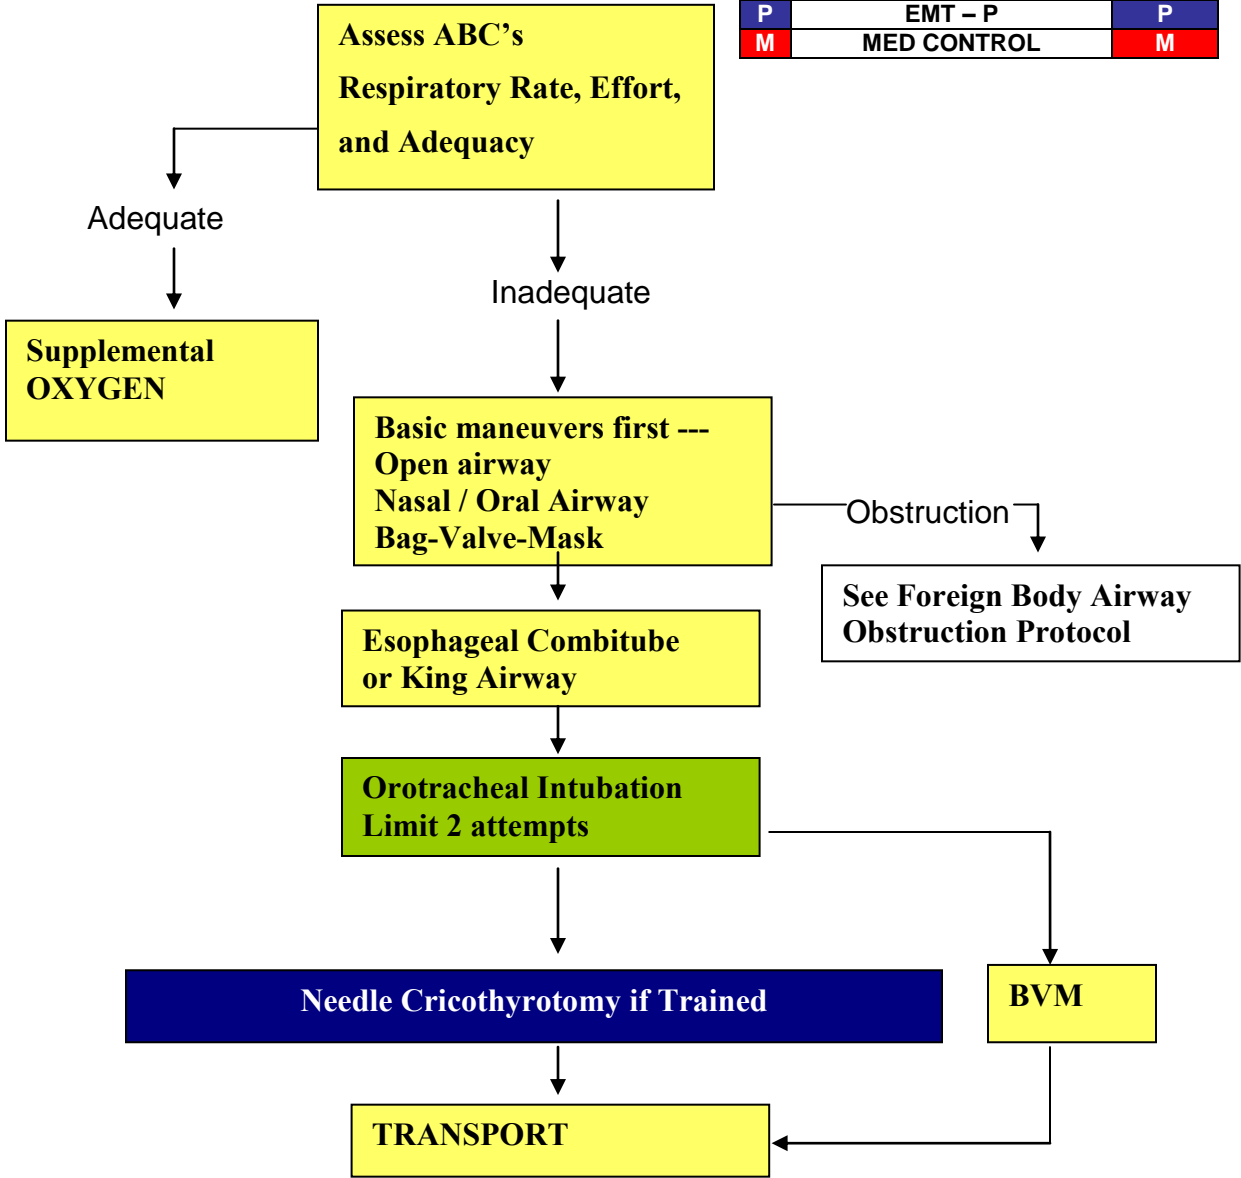 P EMT – P P
M MED CONTROL M
Assess ABC’s
Respiratory Rate, Effort,
and Adequacy
Adequate
Inadequate
Supplemental
OXYGEN
Basic maneuvers first ---
Open airway
Nasal / Oral Airway
Bag-Valve-Mask
Obstruction
See Foreign Body Airway
Obstruction Protocol
Esophageal Combitube
or King Airway
Orotracheal Intubation
Limit 2 attempts
Needle Cricothyrotomy if Trained
BVM
TRANSPORT